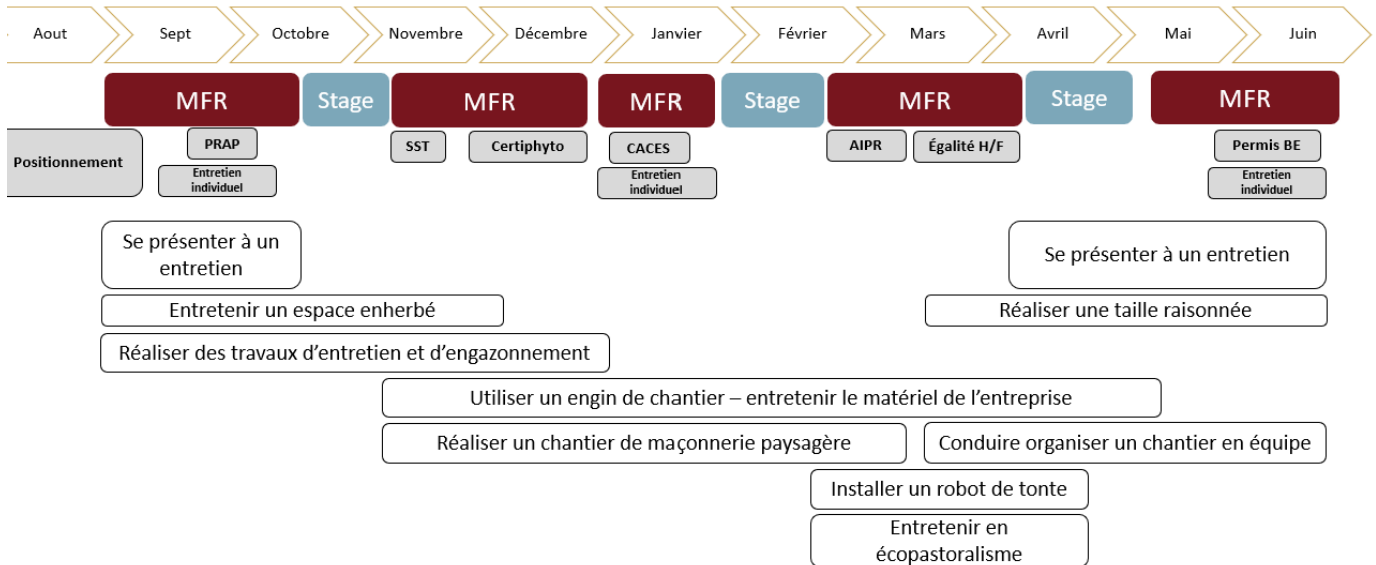 Aout
Sept
Octobre
Novembre
Décembre
Janvier
Février
Mars
Avril
Mai
Juin
MFR
Stage
MFR
MFR
Stage
MFR
Stage
MFR
Positionnement
PRAP
SST
Certiphyto
CACES
AIPR
Égalité H/F
Permis BE
Entretien
individuel
Entretien
individuel
Entretien
individuel
Se présenter à un
entretien
Se présenter à un entretien
Entretenir un espace enherbé
Réaliser une taille raisonnée
Réaliser des travaux d’entretien et d’engazonnement
Utiliser un engin de chantier – entretenir le matériel de l’entreprise
Réaliser un chantier de maçonnerie paysagère
Conduire organiser un chantier en équipe
Installer un robot de tonte
Entretenir en
écopastoralisme